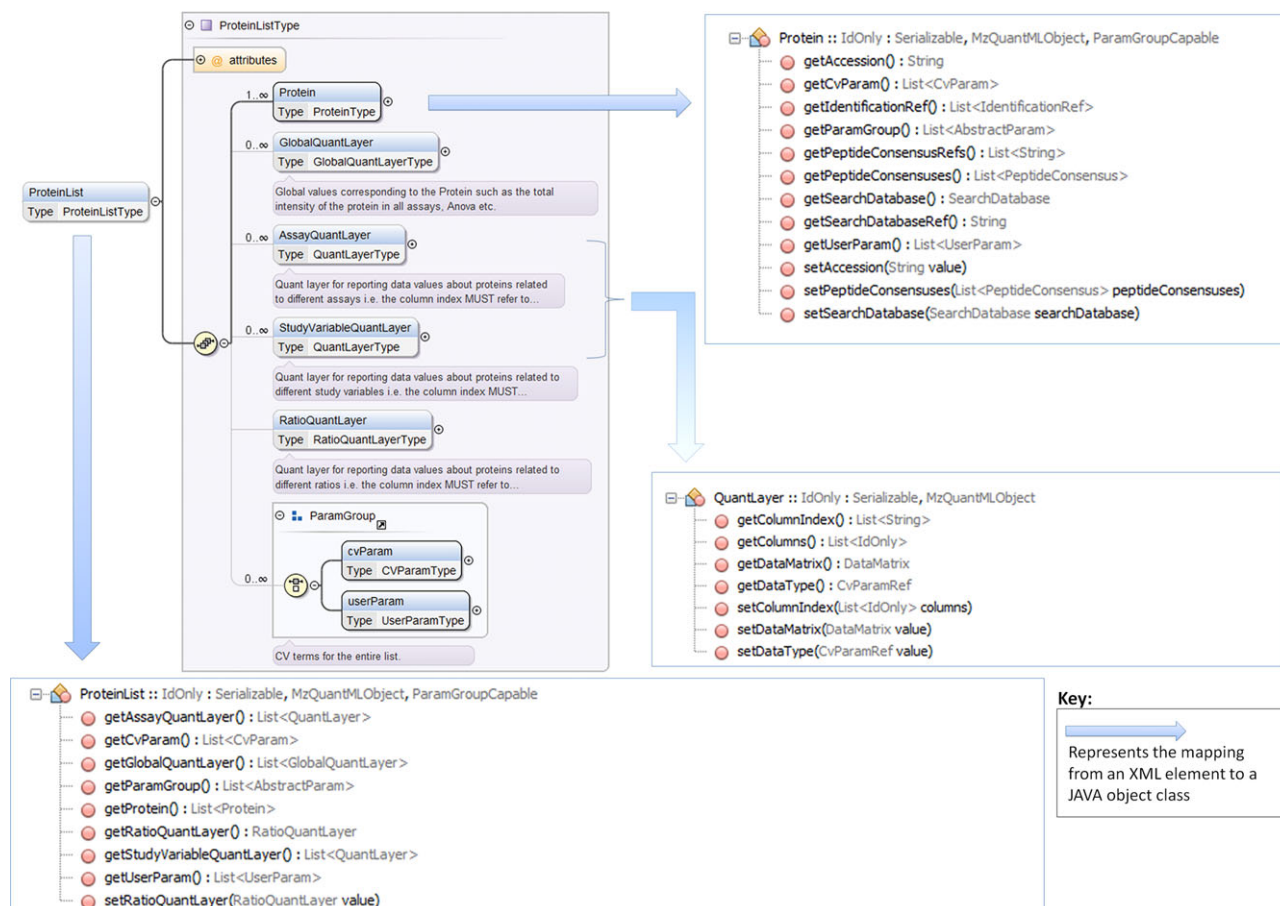 ProteinListType
@ attributes
1..∞
Protein
Type ProteinType
0..∞
GlobalQuantLayer
Type GlobalQuantLayerType
Global values corresponding to the Protein such as the total
intensity of the protein in all assays, Anova etc.
ProteinList
Type ProteinListType
0..∞
AssayQuantLayer
Type QuantLayerType
Quant layer for reporting data values about proteins related
to different assays i.e. the column index MUST refer to...
0..∞
StudyVariableQuantLayer
Type QuantLayerType
Quant layer for reporting data values about proteins related to
different study variables i.e. the column index MUST...
RatioQuantLayer
Type RatioQuantLayerType
Quant layer for reporting data values about proteins related to
different ratios i.e. the column index MUST refer to...
0..∞
ParamGroup
cvParam
Type CVParamType
userParam
Type UserParamType
CV terms for the entire list.
Protein :: IdOnly : Serializable, MzQuantMLObject, ParamGroupCapable
getAccession() : String
getCvParam() : List<CvParam>
getIdentificationRef() : List<IdentificationRef>
getParamGroup() : List<AbstractParam>
getPeptideConsensusRefs() : List<String>
getPeptideConsensuses() : List<PeptideConsensus>
getSearchDatabase() : SearchDatabase
getSearchDatabaseRef() : String
getUserParam() : List<UserParam>
setAccession(String value)
setPeptideConsensuses(List<PeptideConsensus> peptideConsensuses)
setSearchDatabase(SearchDatabase searchDatabase)
QuantLayer :: IdOnly : Serializable, MzQuantMLObject
getColumnIndex() : List<String>
getColumns() : List<IdOnly>
getDataMatrix() : DataMatrix
getDataType() : CvParamRef
setColumnIndex(List<IdOnly> columns)
setDataMatrix(DataMatrix value)
setDataType(CvParamRef value)
ProteinList :: IdOnly : Serializable, MzQuantMLObject, ParamGroupCapable
getAssayQuantLayer() : List<QuantLayer>
getCvParam() : List<CvParam>
getGlobalQuantLayer() : List<GlobalQuantLayer>
getParamGroup() : List<AbstractParam>
getProtein() : List<Protein>
getRatioQuantLayer() : RatioQuantLayer
getStudyVariableQuantLayer() : List<QuantLayer>
getUserParam() : List<UserParam>
setRatioQuantLayer(RatioQuantLayer value)
Key:
Represents the mapping
from an XML element to a
JAVA object class